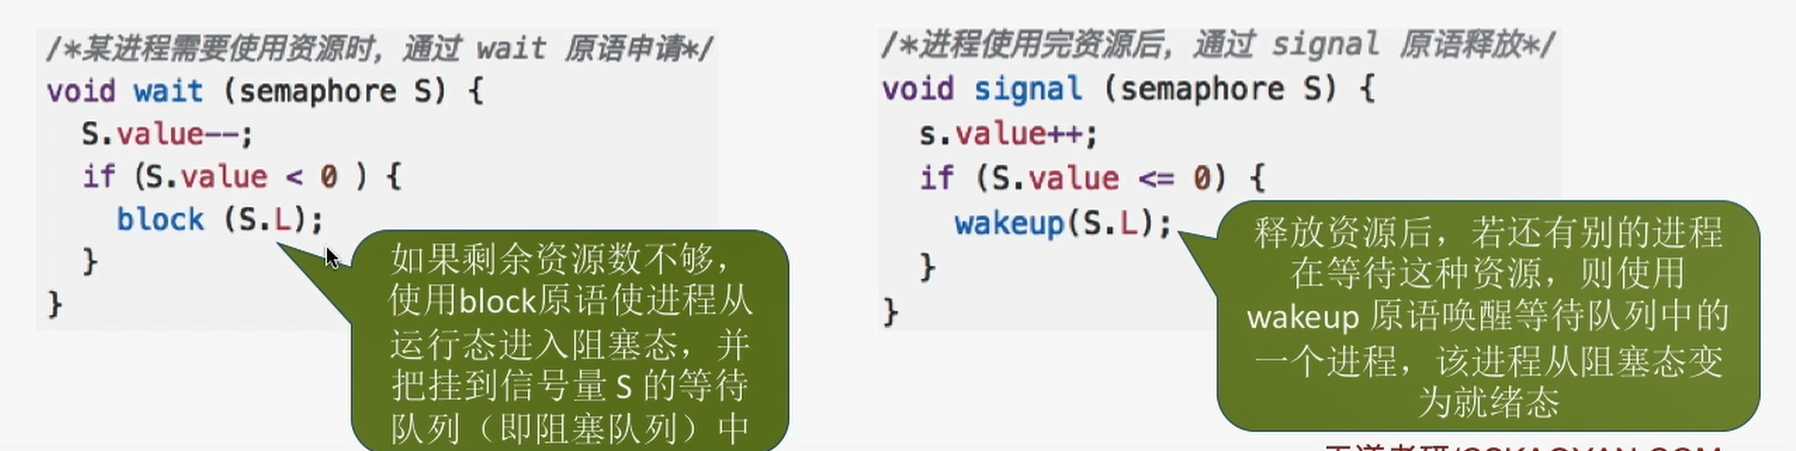 /*某进程需要使用资源时，通过 wait 原语申请*/
void wait (semaphore S) {
S.value--;
if (S.value < 0 ) {
block (S.L);
}
}
如果剩余资源数不够，
使用block原语使进程从
运行态进入阻塞态，并
把挂到信号量 S 的等待
队列（即阻塞队列）中
/*进程使用完资源后，通过 signal 原语释放*/
void signal (semaphore S) {
s.value++;
if (S.value <= 0) {
wakeup(S.L);
}
}
释放资源后，若还有别的进程
在等待这种资源，则使用
wakeup 原语唤醒等待队列中的
一个进程，该进程从阻塞态变
为就绪态